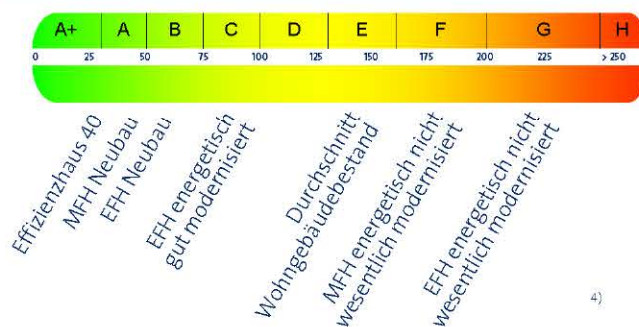 A+ A B C D E F G H
0 25 50 75 100 125 150 175 200 225 > 250
Effizienzhaus 40
MFH Neubau
EFH Neubau
EFH energetisch
gut modernisiert
Durchschnitt
Wohngebäudebestand
MFH energetisch nicht
wesentlich modernisiert
EFH energetisch nicht
wesentlich modernisiert
4)